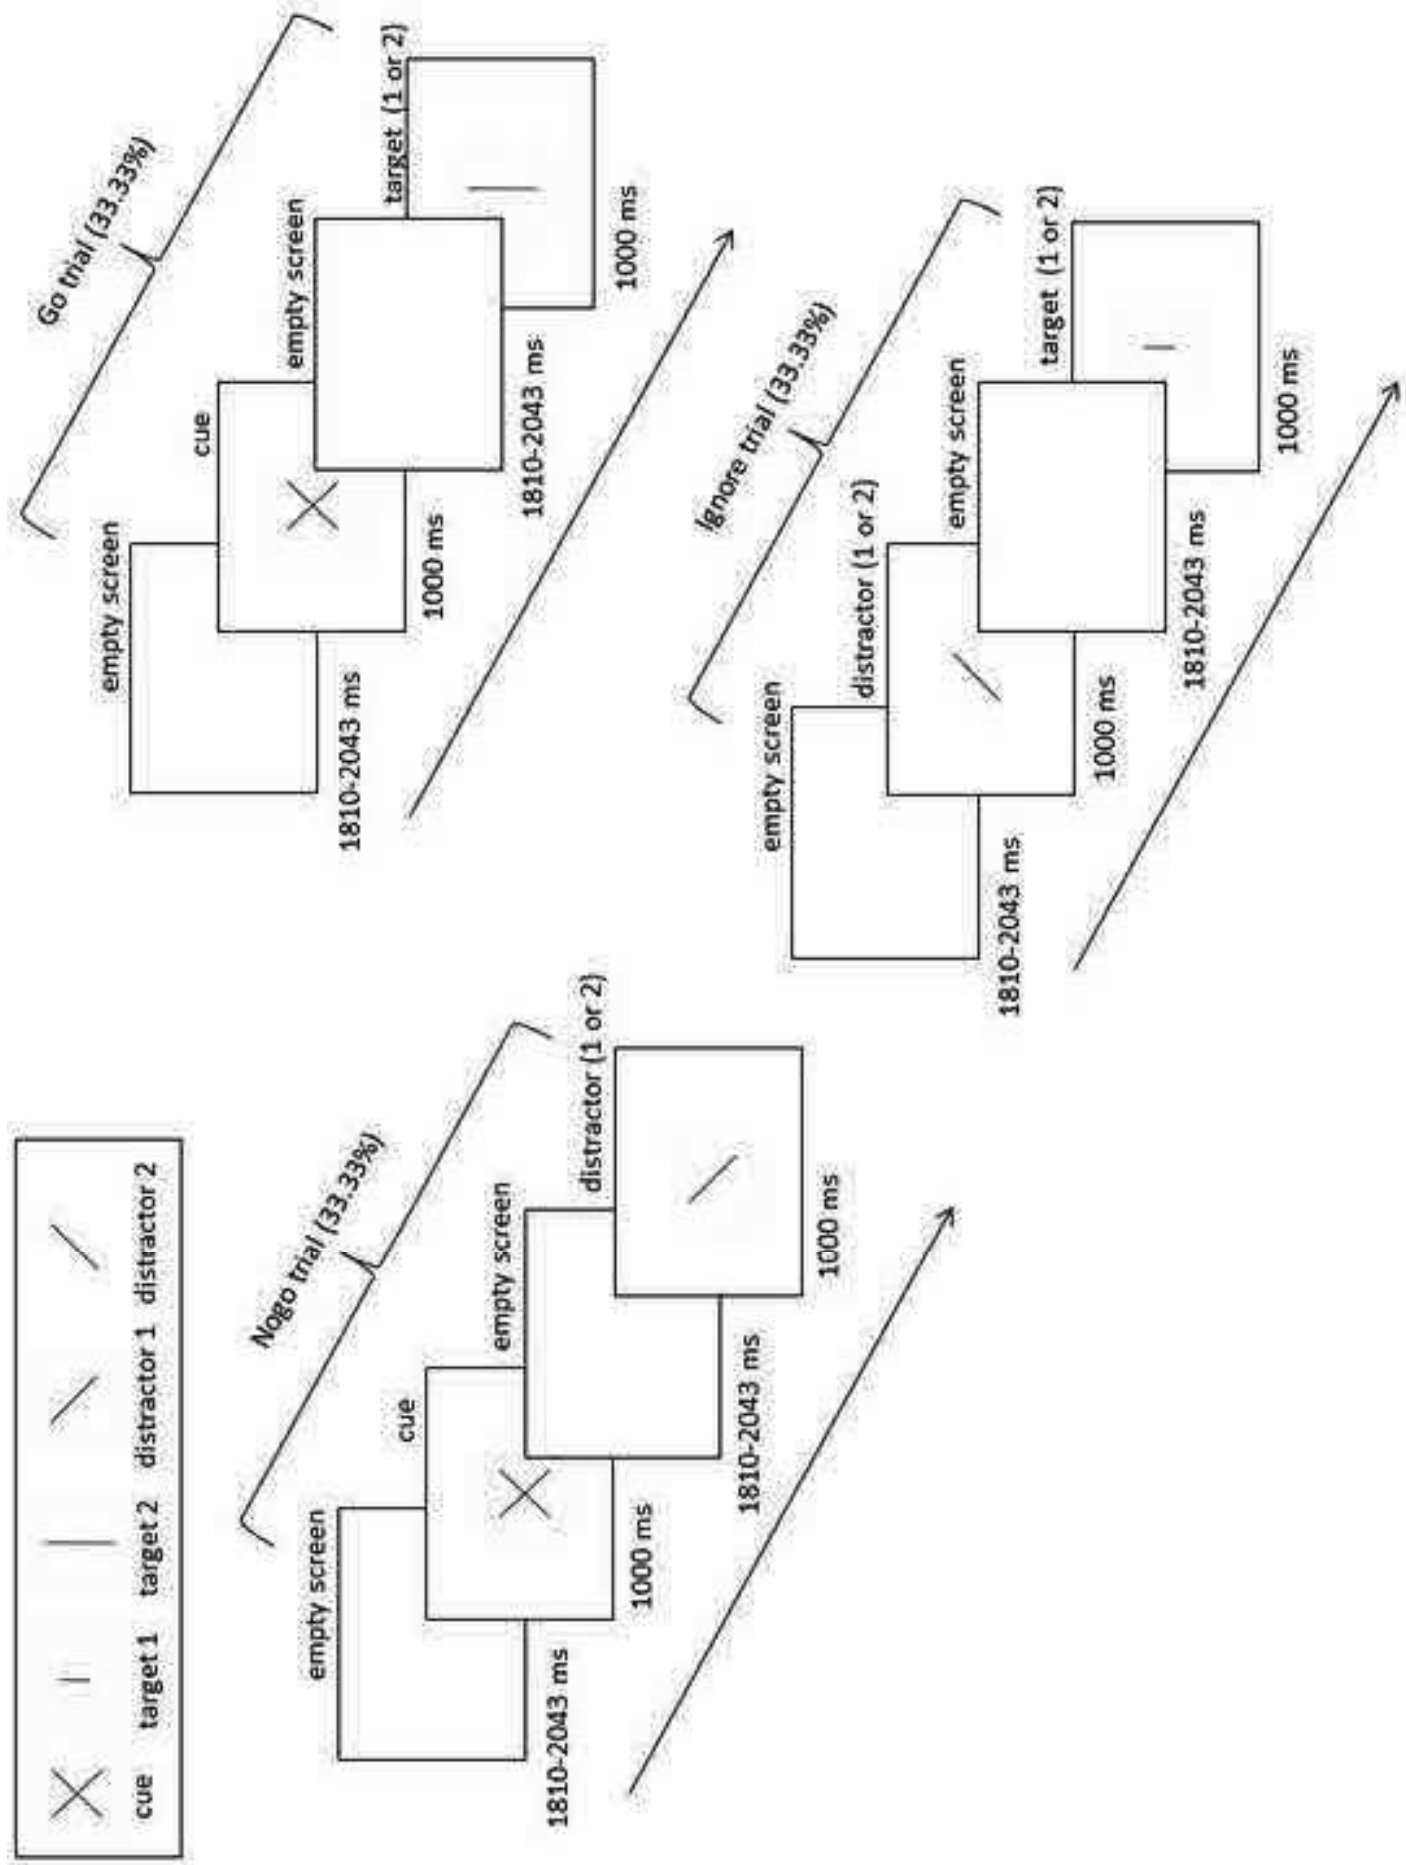 cue target 1 target 2 distractor 1 distractor 2
Nogo trial (33.33%)
empty screen
cue
empty screen
distractor (1 or 2)
1810-2043 ms
1000 ms
1810-2043 ms
1000 ms
Go trial (33.33%)
empty screen
cue
empty screen
target (1 or 2)
1810-2043 ms
1000 ms
1810-2043 ms
1000 ms
Ignore trial (33.33%)
empty screen
distractor (1 or 2)
empty screen
target (1 or 2)
1810-2043 ms
1000 ms
1810-2043 ms
1000 ms